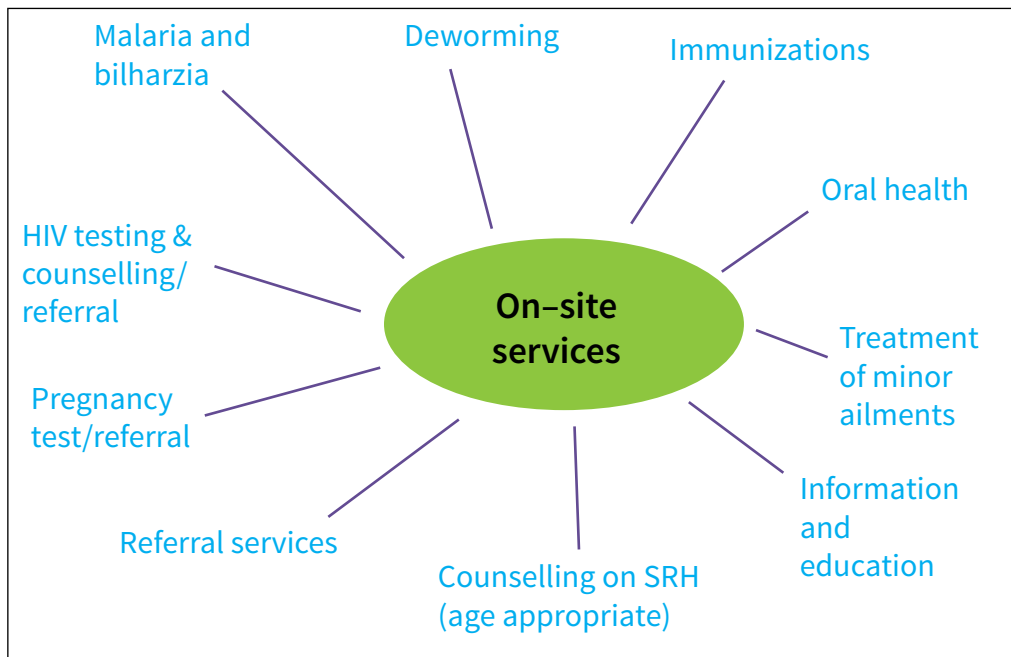 Malaria and
bilharzia
Deworming
Immunizations
Oral health
HIV testing &
counselling/
referral
On–site
services
Treatment
of minor
ailments
Pregnancy
test/referral
Information
and
education
Referral services
Counselling on SRH
(age appropriate)